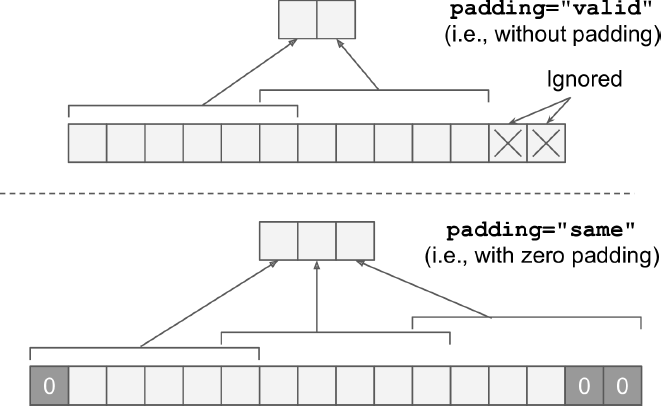 padding="valid"
(i.e., without padding)
Ignored
padding="same"
(i.e., with zero padding)
0 0 0